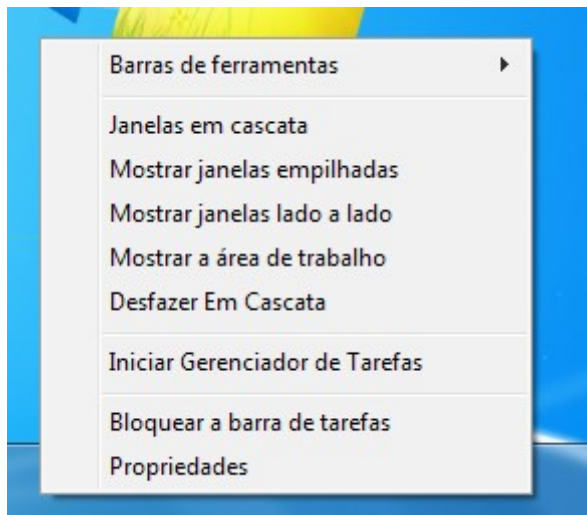 Barras de ferramentas
Janelas em cascata
Mostrar janelas empilhadas
Mostrar janelas lado a lado
Mostrar a área de trabalho
Desfazer Em Cascata
Iniciar Gerenciador de Tarefas
Bloquear a barra de tarefas
Propriedades